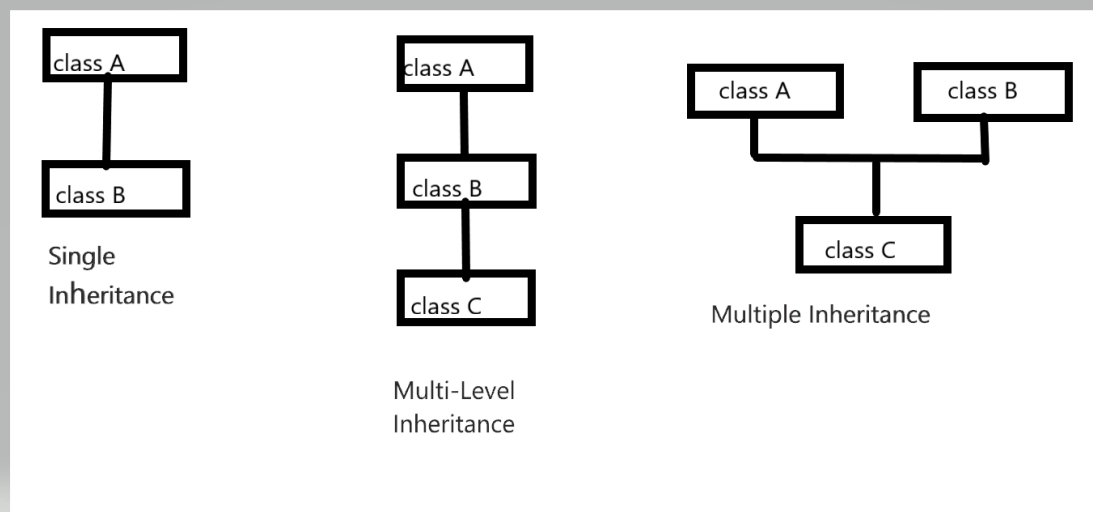 class A
class B
Single
Inheritance
class A
class B
class C
Multi-Level
Inheritance
class A
class B
class C
Multiple Inheritance